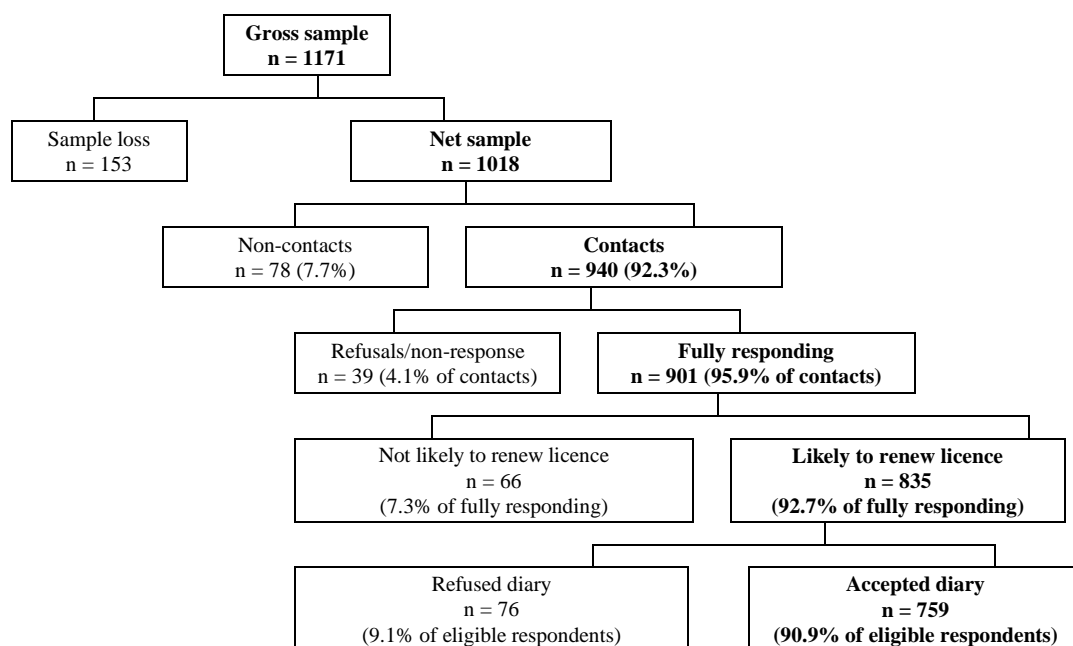 Gross sample
n = 1171
Sample loss
n = 153
Net sample
n = 1018
Non-contacts
n = 78 (7.7%)
Contacts
n = 940 (92.3%)
Refusals/non-response
n = 39 (4.1% of contacts)
Fully responding
n = 901 (95.9% of contacts)
Not likely to renew licence
n = 66
(7.3% of fully responding)
Likely to renew licence
n = 835
(92.7% of fully responding)
Refused diary
n = 76
(9.1% of eligible respondents)
Accepted diary
n = 759
(90.9% of eligible respondents)